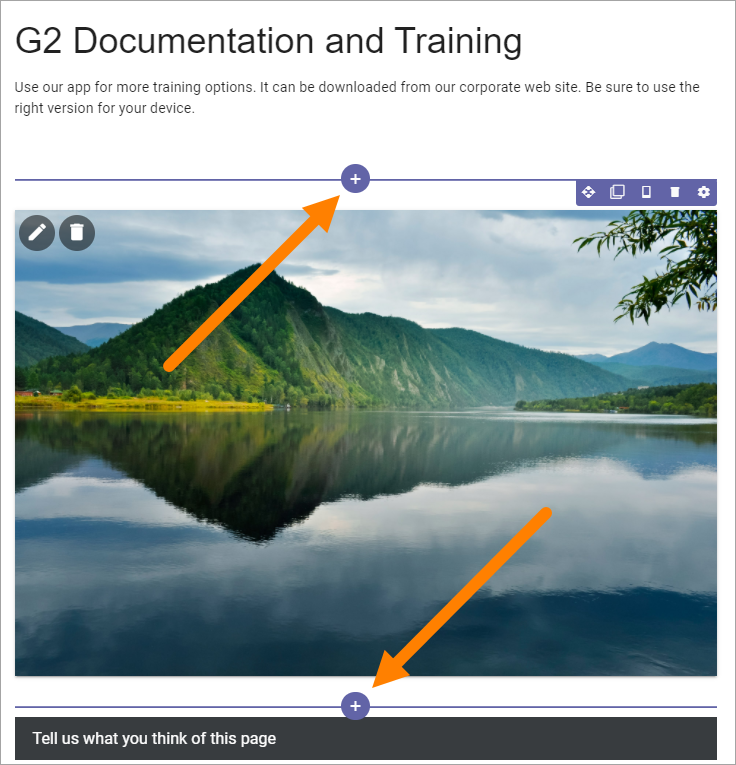 G2 Documentation and Training
Use our app for more training options. It can be downloaded from our corporate web site. Be sure to use the
right version for your device.
Tell us what you think of this page